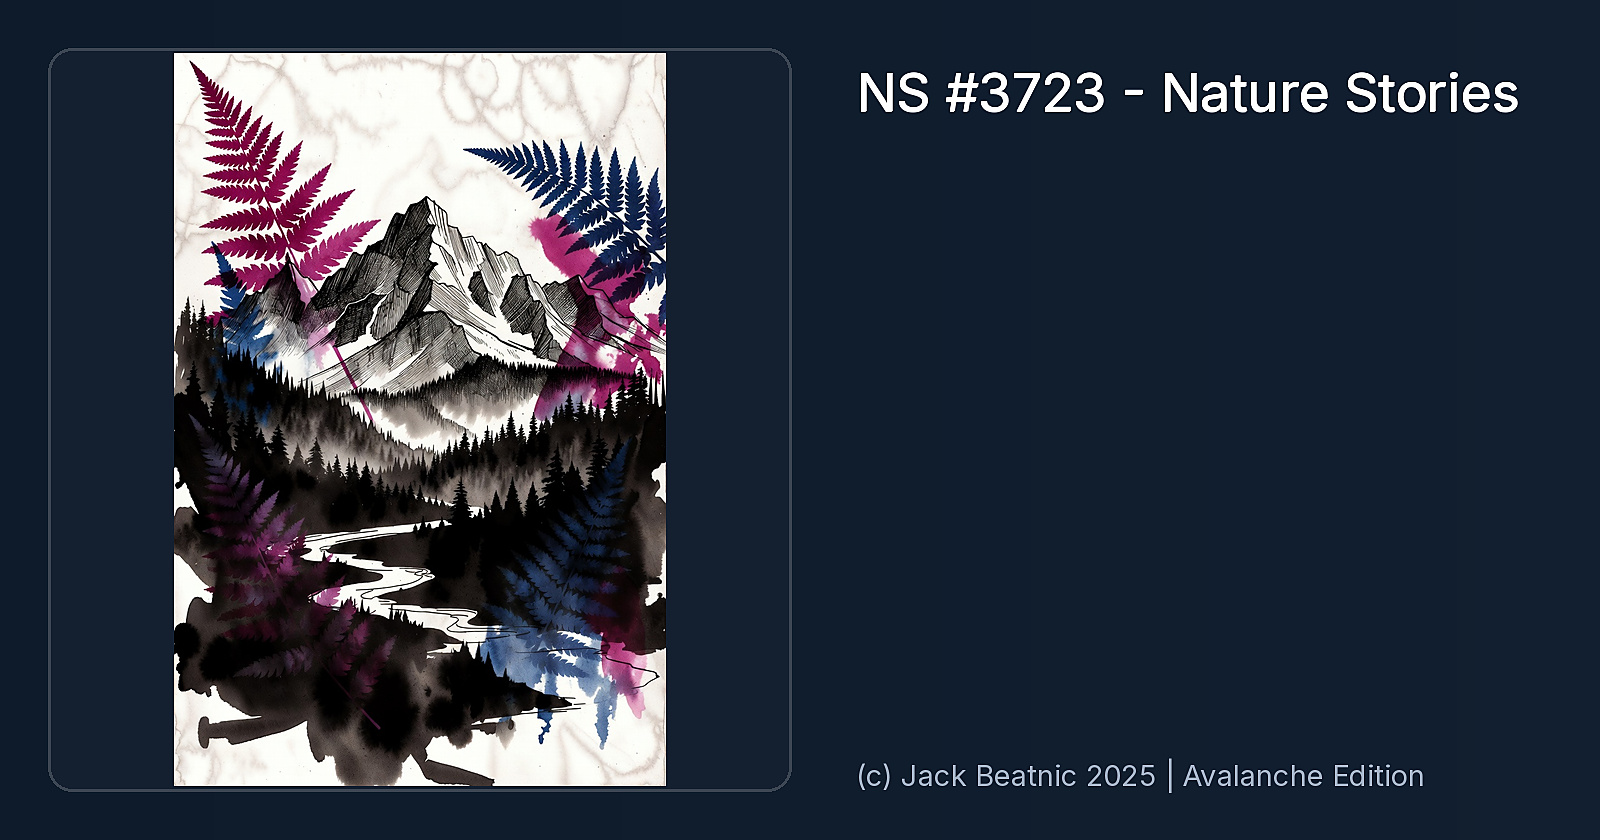 NS #3723 - Nature Stories
(c) Jack Beatnic 2025 | Avalanche Edition